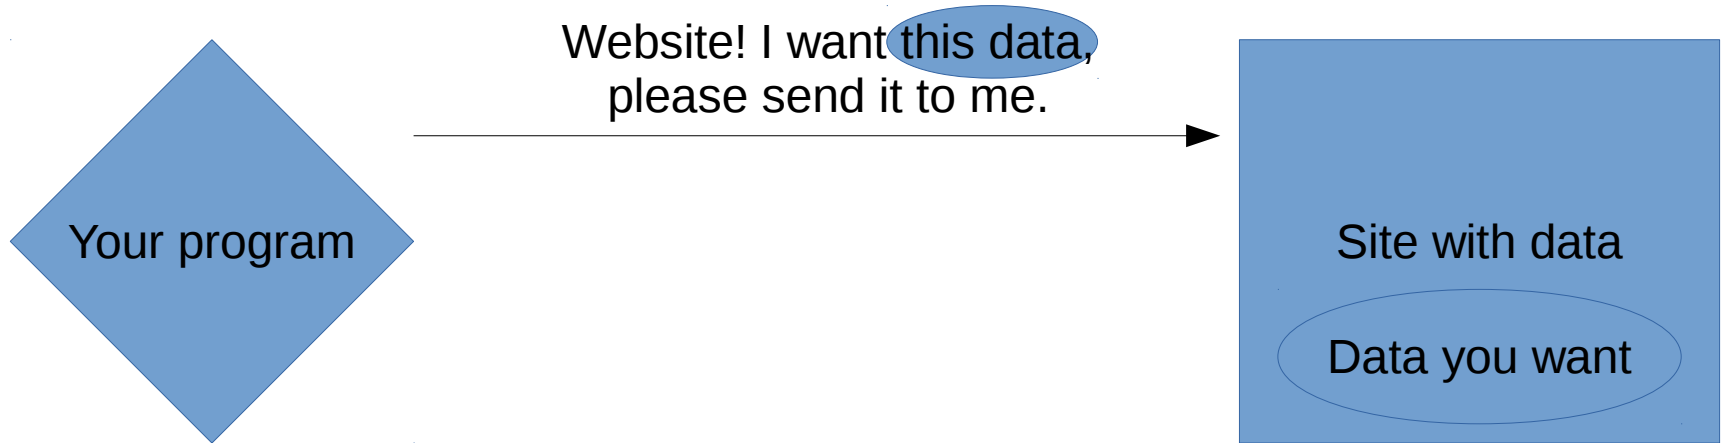 Website! I want this data,
please send it to me.
Your program
Site with data
Data you want